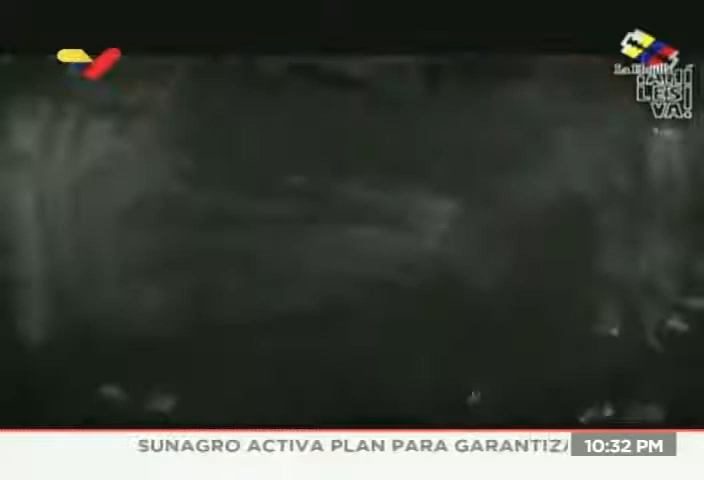 ¡AHÍ
LES
VA!
SUNAGRO ACTIVA PLAN PARA GARANTIZA
10:32 PM